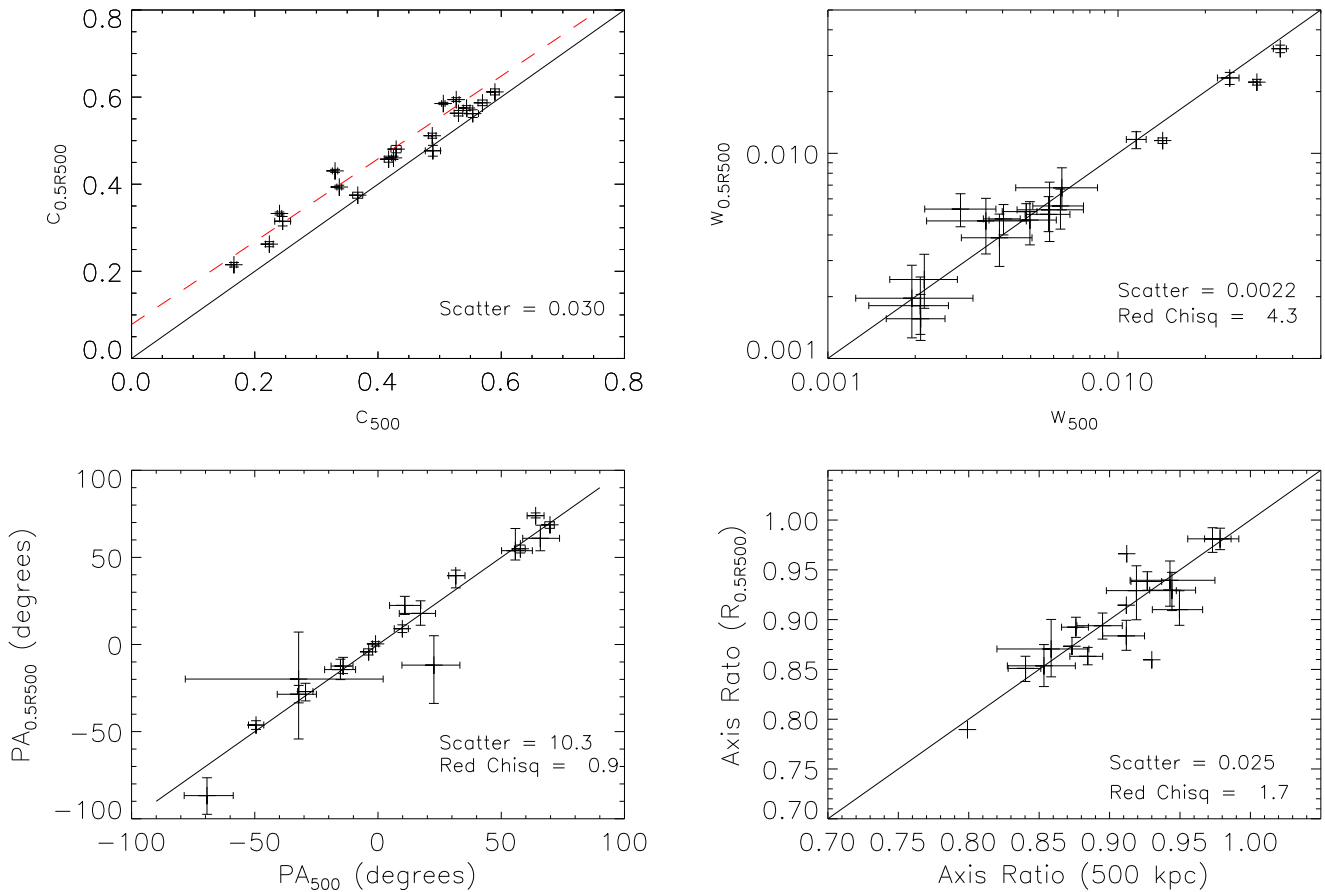 0.8
0.6
0.4
0.2
0.0
C0.5R500
Scatter = 0.030
0.0 0.2 0.4 0.6 0.8
C500
0.010
0.001
W0.5R500
Scatter = 0.0022
Red Chisq = 4.3
0.001 0.010
W500
100
50
0
−50
−100
PA0.5R500 (degrees)
Scatter = 10.3
Red Chisq = 0.9
−100 −50 0 50 100
PA500 (degrees)
1.00
0.95
0.90
0.85
0.80
0.75
0.70
Axis Ratio (R0.5R500)
Scatter = 0.025
Red Chisq = 1.7
0.70 0.75 0.80 0.85 0.90 0.95 1.00
Axis Ratio (500 kpc)